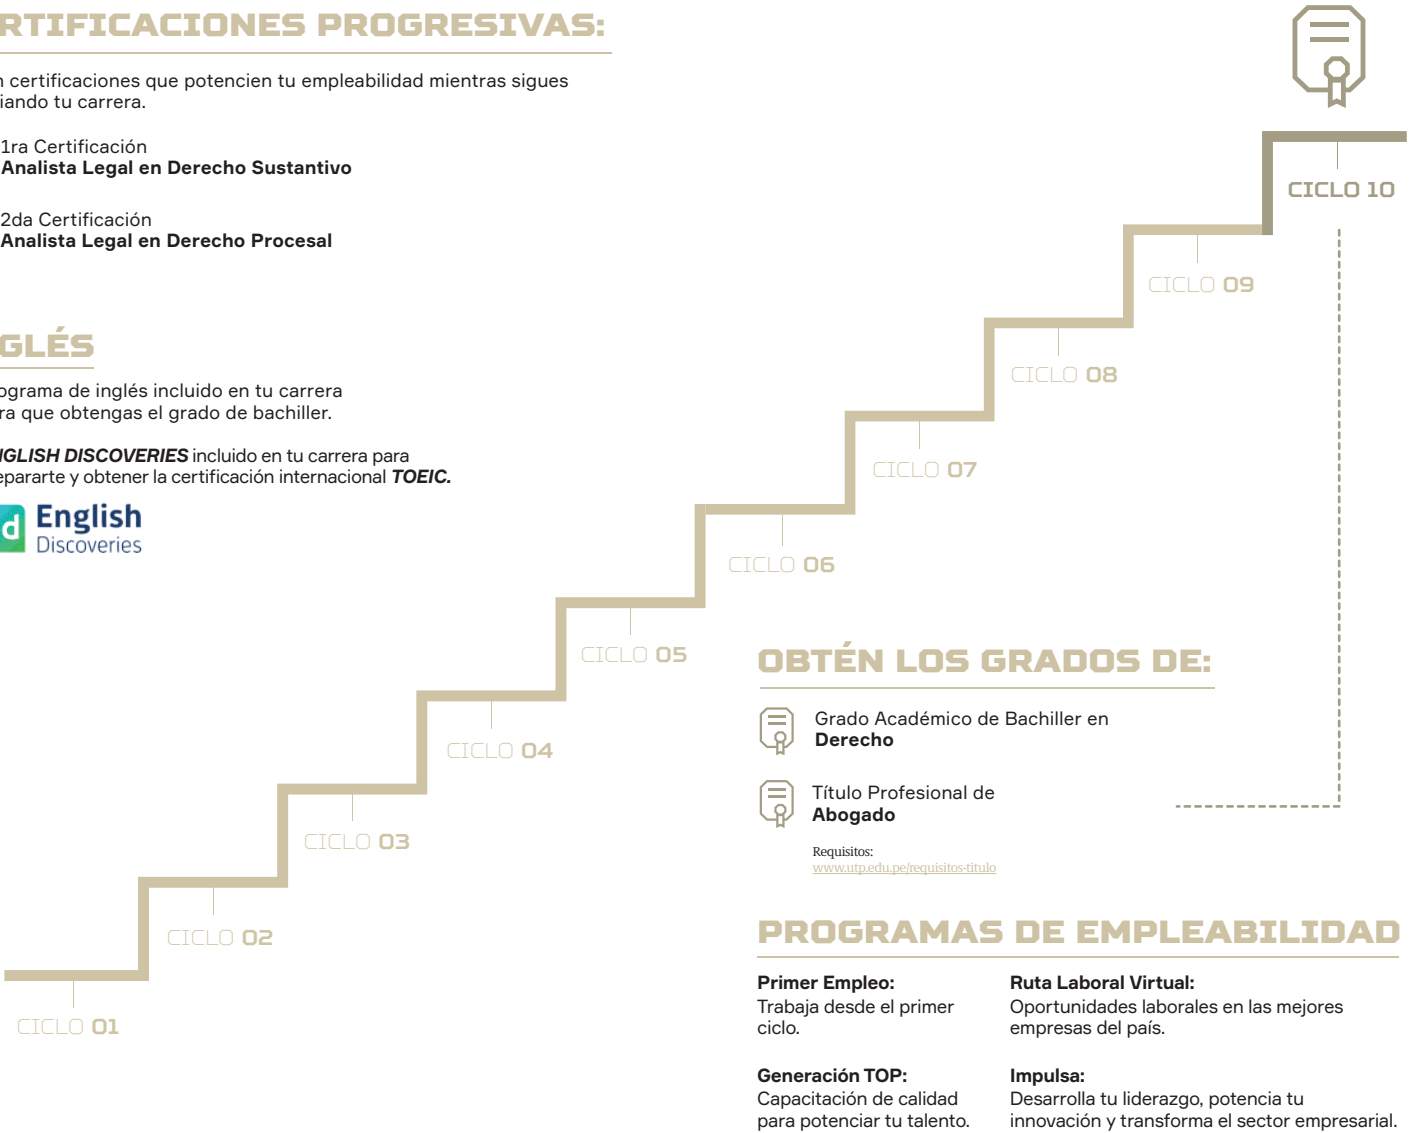 RTIFICACIONES PROGRESIVAS:
n certificaciones que potencien tu empleabilidad mientras sigues
iando tu carrera.
1ra Certificación
Analista Legal en Derecho Sustantivo
2da Certificación
Analista Legal en Derecho Procesal
GLÉS
ograma de inglés incluido en tu carrera
ra que obtengas el grado de bachiller.
NGLISH DISCOVERIES incluido en tu carrera para
epararte y obtener la certificación internacional TOEIC.
d English
Discoveries
CICLO 10
CICLO 09
CICLO 08
CICLO 07
CICLO 06
CICLO 05
CICLO 04
CICLO 03
CICLO 02
CICLO 01
OBTÉN LOS GRADOS DE:
Grado Académico de Bachiller en
Derecho
Título Profesional de
Abogado
Requisitos:
www.utp.edu.pe/requisitos-titulo
PROGRAMAS DE EMPLEABILIDAD
Primer Empleo:
Trabaja desde el primer
ciclo.
Ruta Laboral Virtual:
Oportunidades laborales en las mejores
empresas del país.
Generación TOP:
Capacitación de calidad
para potenciar tu talento.
Impulsa:
Desarrolla tu liderazgo, potencia tu
innovación y transforma el sector empresarial.